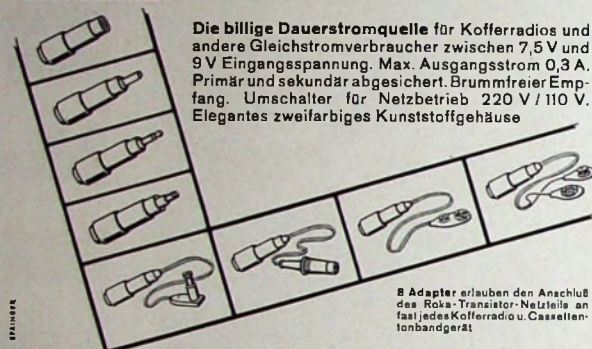 Die billige Dauerstromquelle für Kofferradios und
andere Gleichstromverbraucher zwischen 7,5 V und
9 V Eingangsspannung. Max. Ausgangsstrom 0,3 A.
Primär und sekundär abgesichert. Brummfreier Emp-
fang. Umschalter für Netzbetrieb 220 V / 110 V.
Elegantes zweifarbiges Kunststoffgehäuse
8 Adapter erlauben den Anschluß
des Roka-Transistor-Netzteils an
fast jedes Kofferradio u. Cassetten-
tonbandgerät